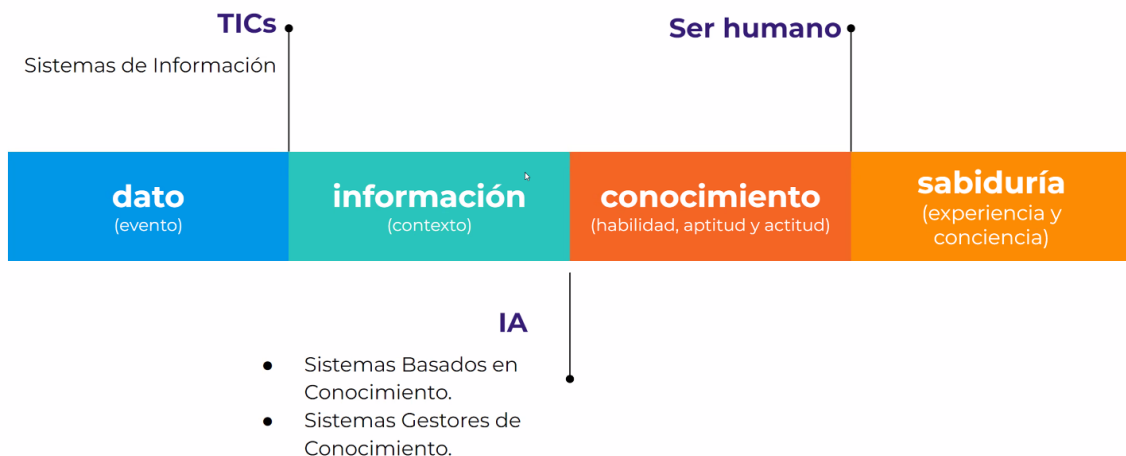 TICs
Sistemas de Información
Ser humano
dato
(evento)
información
(contexto)
conocimiento
(habilidad, aptitud y actitud)
sabiduría
(experiencia y
conciencia)
IA
● Sistemas Basados en
Conocimiento.
● Sistemas Gestores de
Conocimiento.